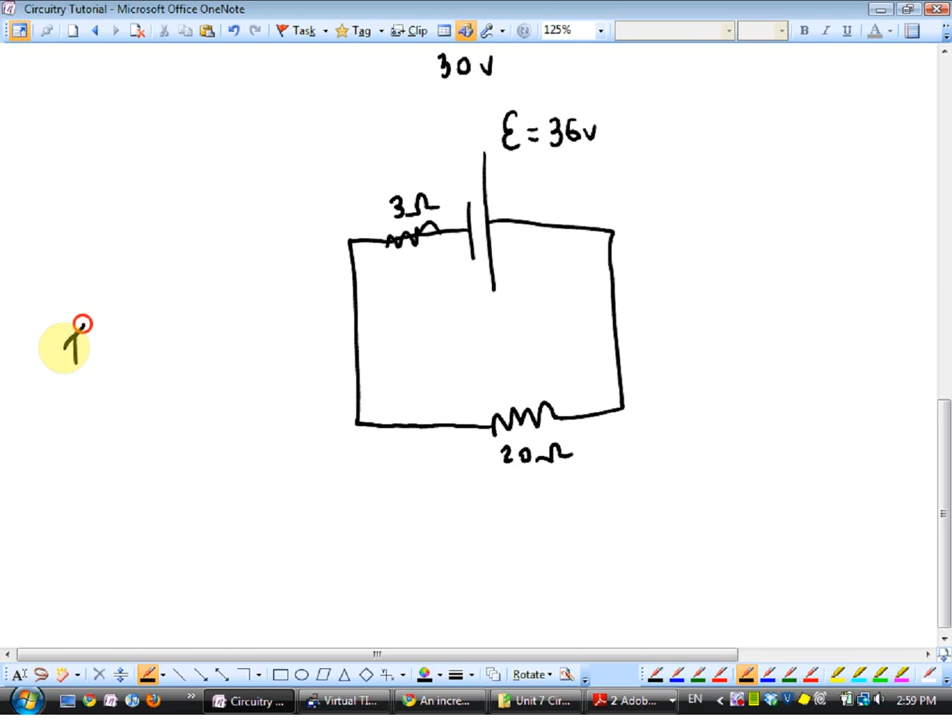 Circuitry Tutorial - Microsoft Office OneNote
Task Tag Clip 125% B I U A
30 v
ε = 36v
3Ω
20Ω
Rotate
Circuitry ... Virtual TI... An incre... Unit 7 Cir... 2 Adob... EN 2:59 PM